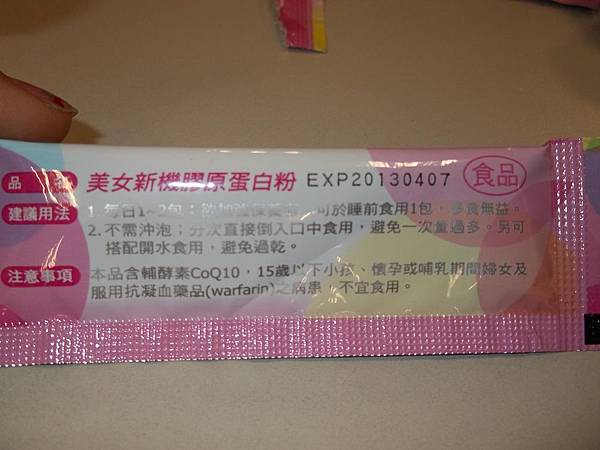 品 名 美女新機膠原蛋白粉 EXP20130407 食品
建議用法 1.每日1~2包；欲加強保養者，可於睡前食用1包，多食無益。
2.不需沖泡；分次直接倒入口中食用，避免一次量過多。另可
搭配開水食用，避免過乾。
注意事項 本品含輔酵素CoQ10，15歲以下小孩、懷孕或哺乳期間婦女及
服用抗凝血藥品(warfarin)之病患，不宜食用。